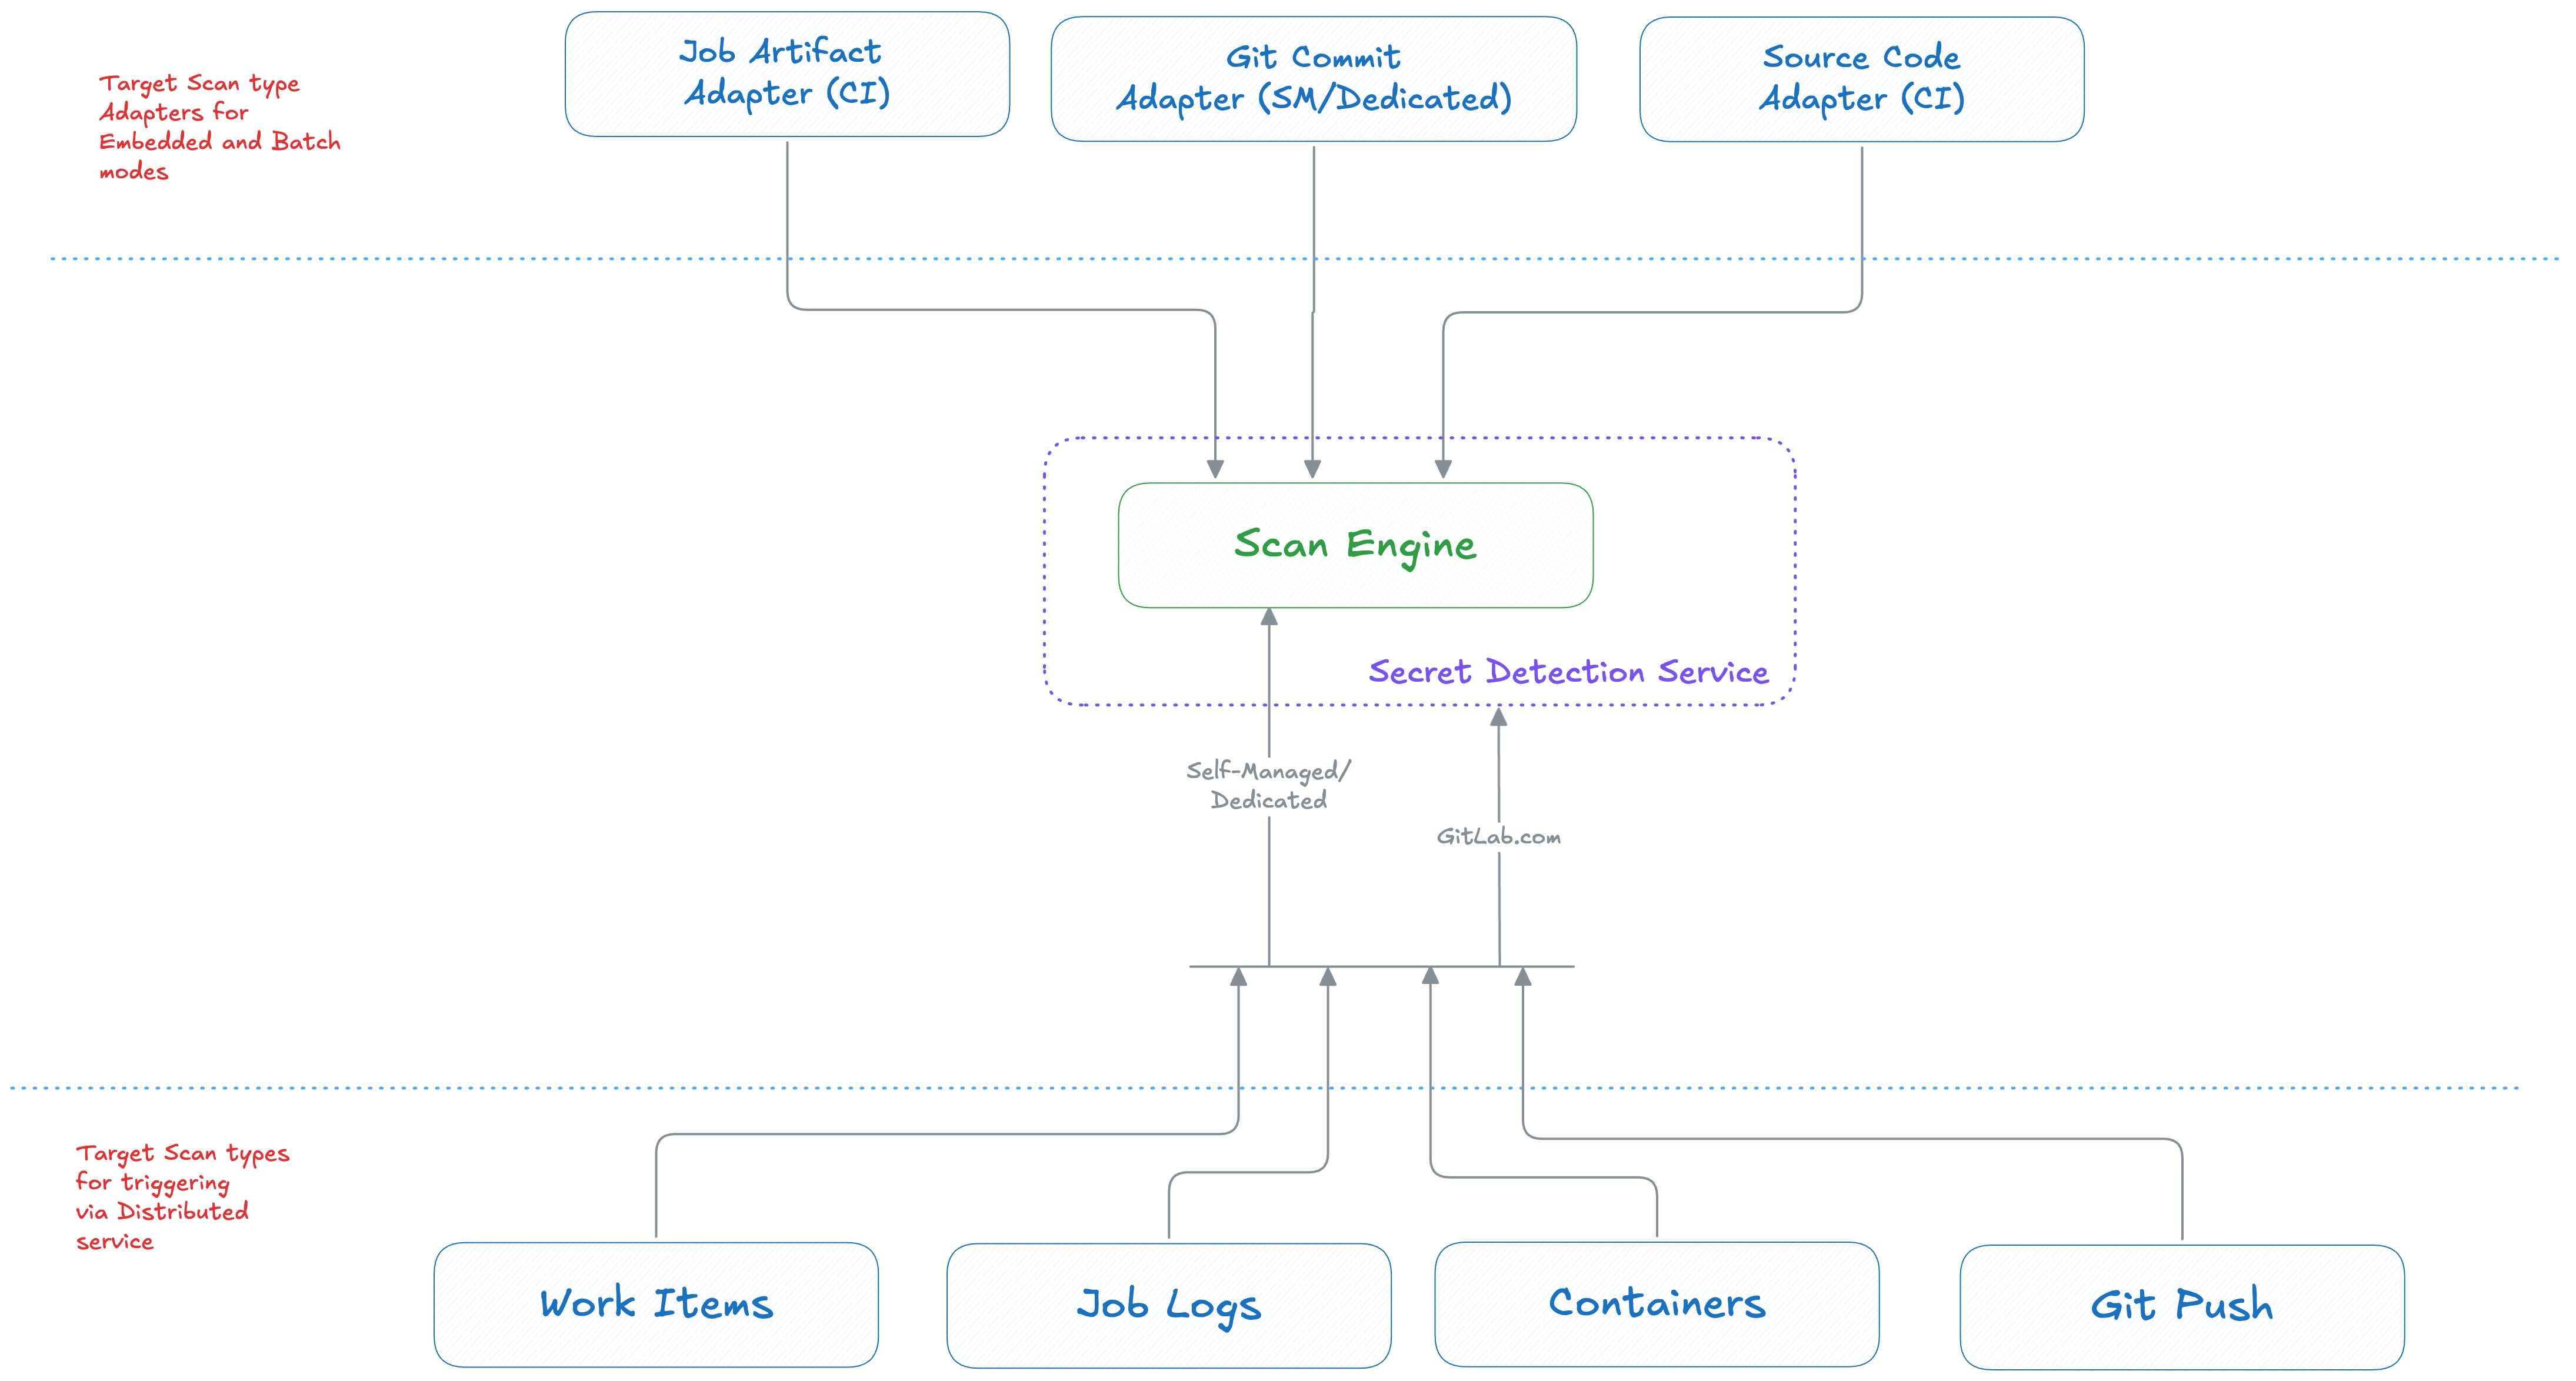 Target Scan type
Adapters for
Embedded and Batch
modes
Job Artifact
Adapter (CI)
Git Commit
Adapter (SM/Dedicated)
Source Code
Adapter (CI)
Scan Engine
Secret Detection Service
Self-Managed/
Dedicated
GitLab.com
Target Scan types
for triggering
via Distributed
service
Work Items
Job Logs
Containers
Git Push